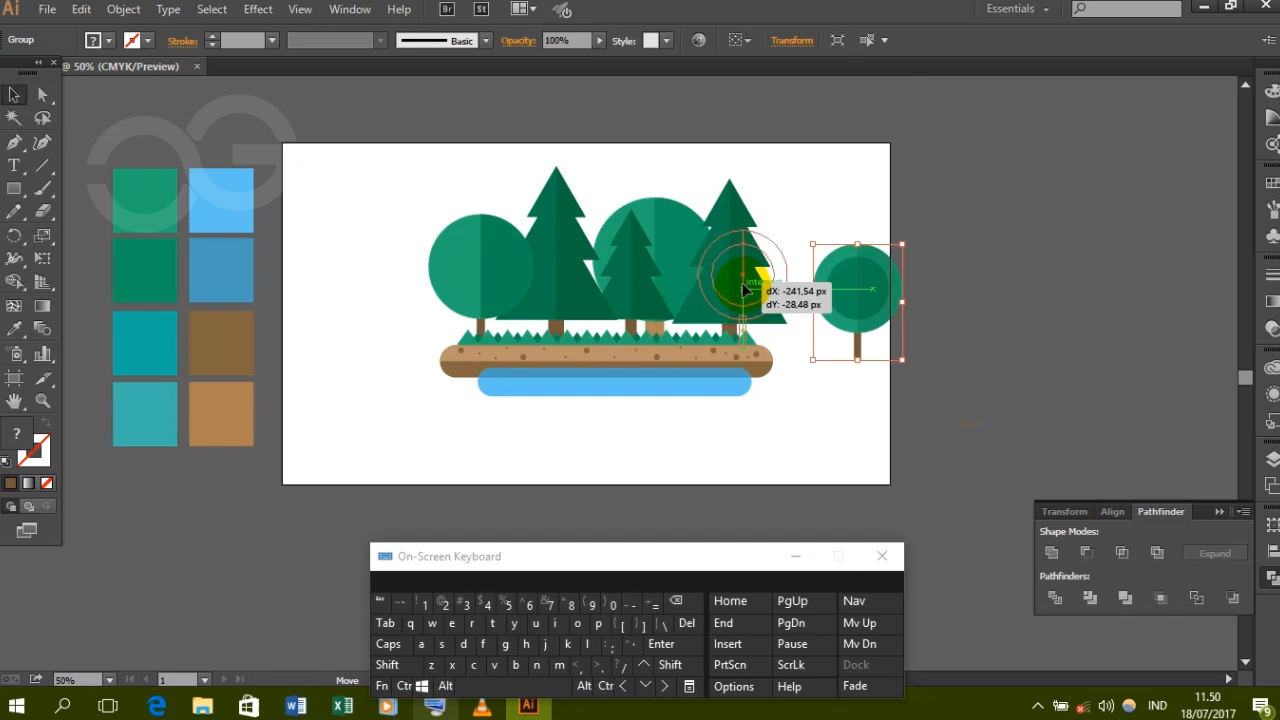 Ai File Edit Object Type Select Effect View Window Help Br St Essentials
Group ? Stroke: Basic Opacity: 100% Style: Transform
@ 50% (CMYK/Preview) ×
G
dX: -241,54 px
dY: -28,48 px
T
?
Transform Align Pathfinder
Shape Modes:
Expand
Pathfinders:
On-Screen Keyboard
Esc ~` !1 @2 #3 $4 %5 ^6 &7 *8 (9 )0 _- += Home PgUp Nav
Tab q w e r t y u i o p {[ }] |\ Del End PgDn Mv Up
Caps a s d f g h j k l :; "' Enter Insert Pause Mv Dn
Shift z x c v b n m <, >. ?/ Shift PrtScn ScrLk Dock
Fn Ctrl Alt Alt Ctrl Options Help Fade
50% 1 Move
IND 11.50
18/07/2017